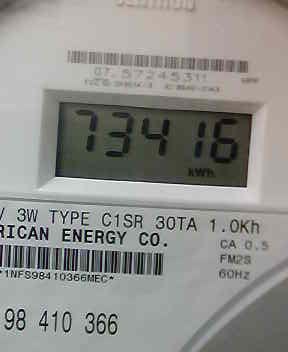 07 57245311
73416
kWh
V 3W TYPE C1SR 30TA 1.0Kh
RICAN ENERGY CO.
CA 0.5
FM2S
*1NFS98410366MEC*
60Hz
98 410 366